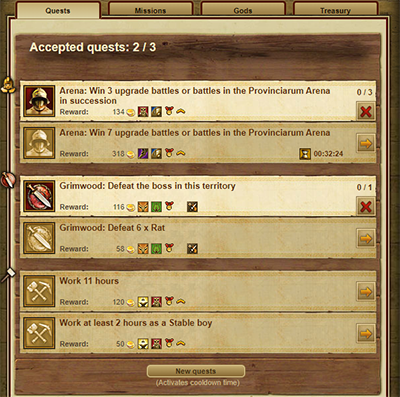 Quests Missions Gods Treasury
Accepted quests: 2 / 3
Arena: Win 3 upgrade battles or battles in the Provinciarum Arena
in succession
0 / 3
Reward: 134
Arena: Win 7 upgrade battles or battles in the Provinciarum Arena
Reward: 318 00:32:24
Grimwood: Defeat the boss in this territory
0 / 1
Reward: 116
Grimwood: Defeat 6 x Rat
Reward: 58
Work 11 hours
Reward: 120
Work at least 2 hours as a Stable boy
Reward: 50
New quests
(Activates cooldown time)